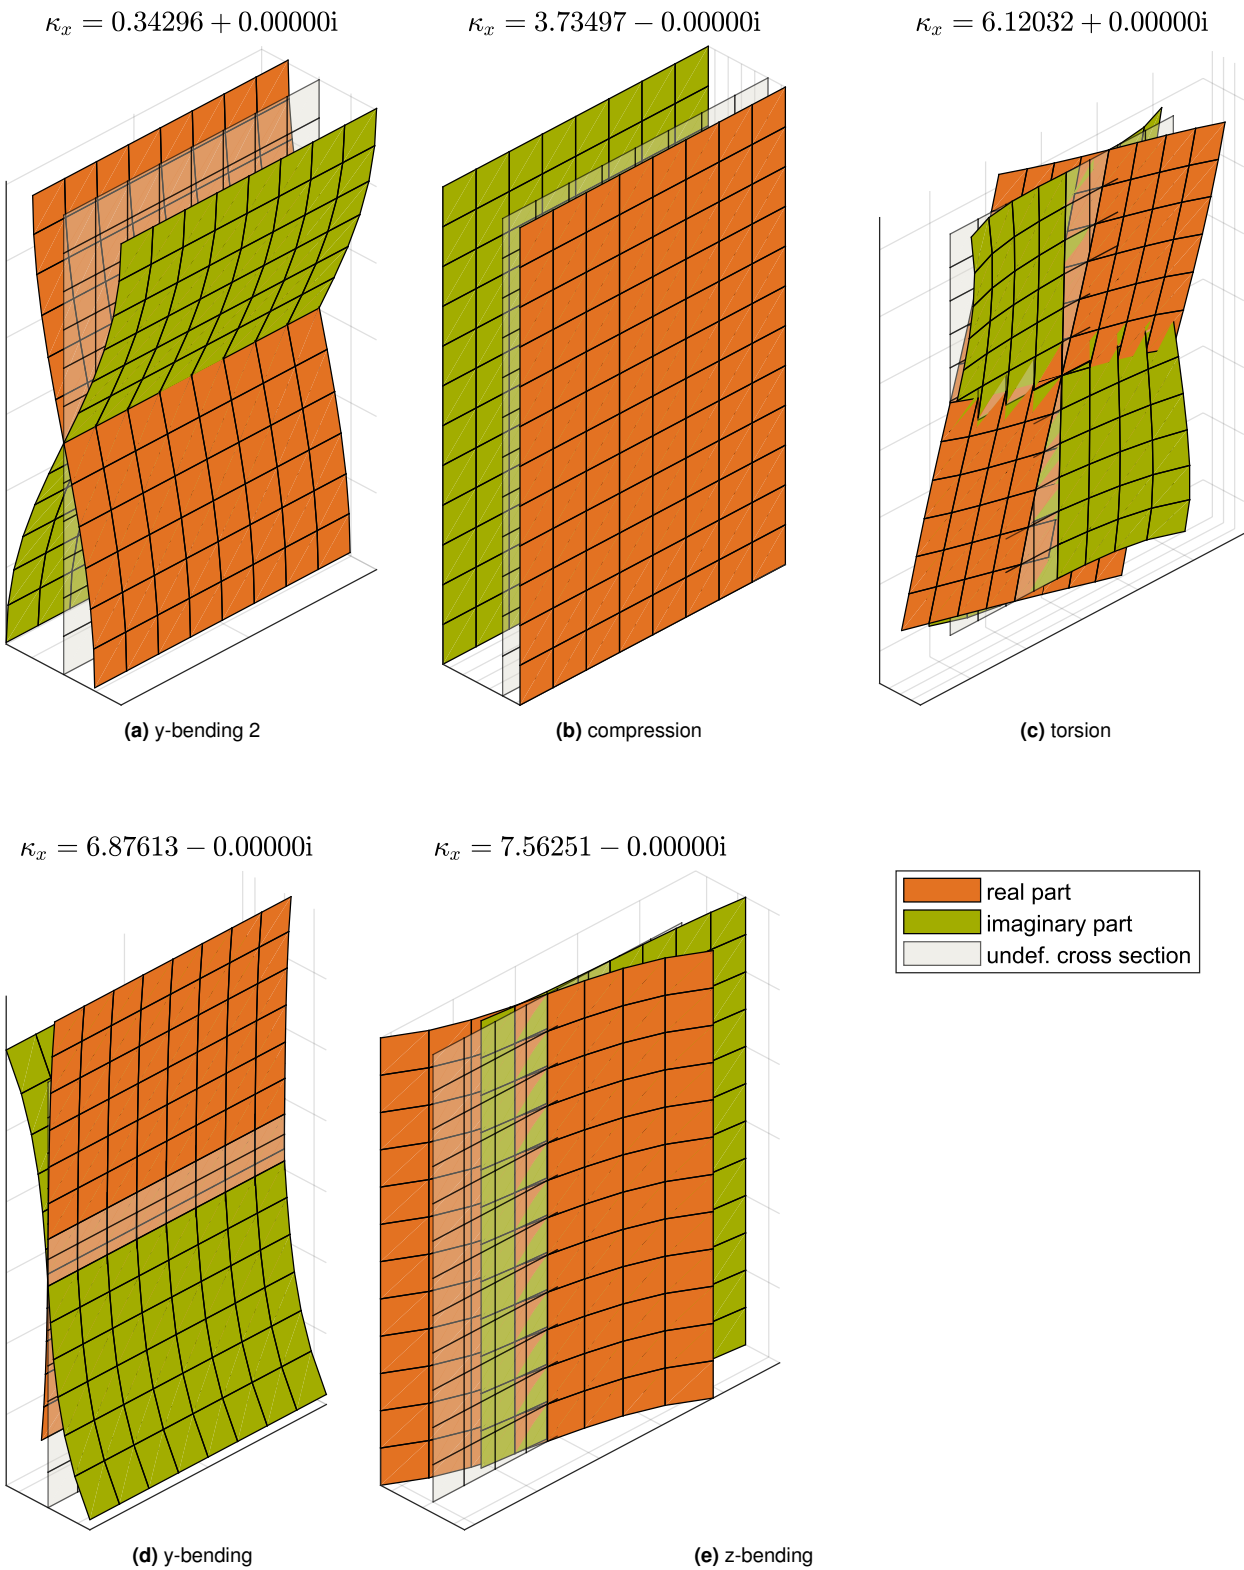 κₓ = 0.34296 + 0.00000i
κₓ = 3.73497 − 0.00000i
κₓ = 6.12032 + 0.00000i
(a) y-bending 2
(b) compression
(c) torsion
κₓ = 6.87613 − 0.00000i
κₓ = 7.56251 − 0.00000i
real part
imaginary part
undef. cross section
(d) y-bending
(e) z-bending